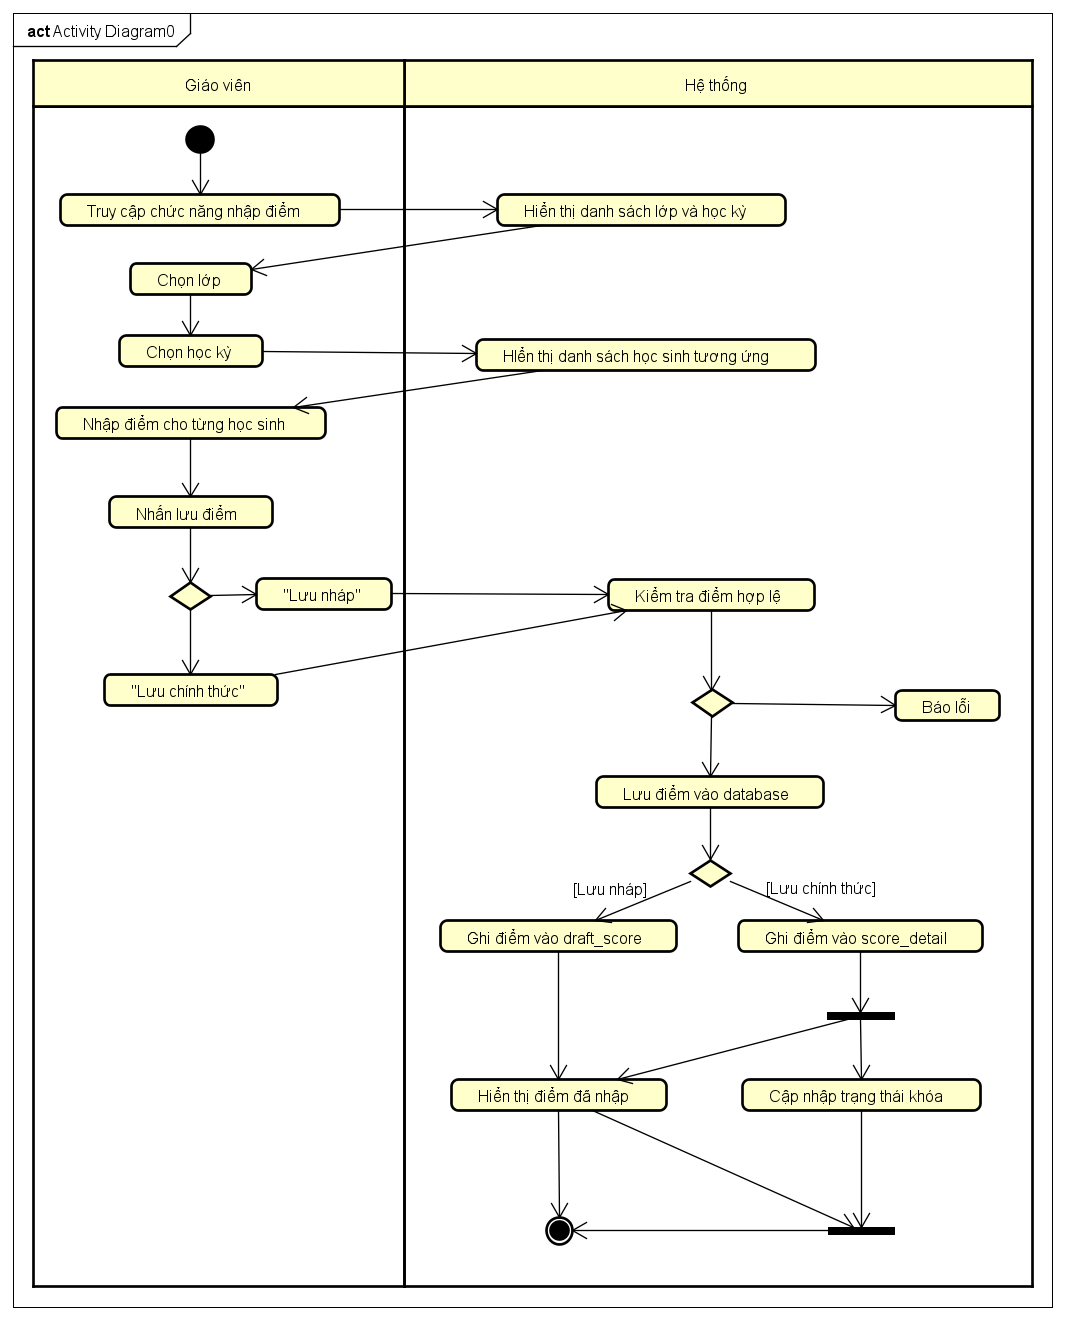 act Activity Diagram0
Giáo viên
Hệ thống
Truy cập chức năng nhập điểm
Hiển thị danh sách lớp và học kỳ
Chọn lớp
Chọn học kỳ
HIển thị danh sách học sinh tương ứng
Nhập điểm cho từng học sinh
Nhấn lưu điểm
"Lưu nháp"
Kiểm tra điểm hợp lệ
"Lưu chính thức"
Báo lỗi
Lưu điểm vào database
[Lưu nháp]
[Lưu chính thức]
Ghi điểm vào draft_score
Ghi điểm vào score_detail
Hiển thị điểm đã nhập
Cập nhập trạng thái khóa